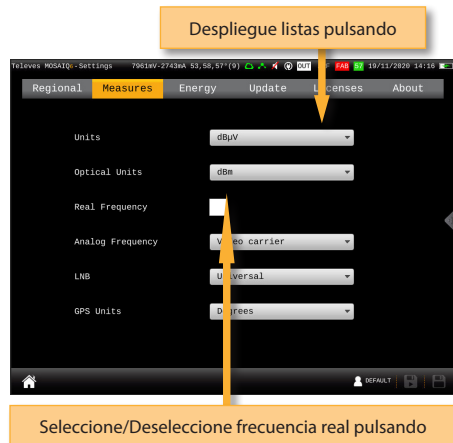 Despliegue listas pulsando
Televes MOSAIQ6-Settings 7961mV-2743mA 53,58,57°(9) OUT F FAB 57 19/11/2020 14:16
Regional Measures Energy Update Licenses About
Units dBµV
Optical Units dBm
Real Frequency
Analog Frequency Video carrier
LNB Universal
GPS Units Degrees
DEFAULT
Seleccione/Deseleccione frecuencia real pulsando